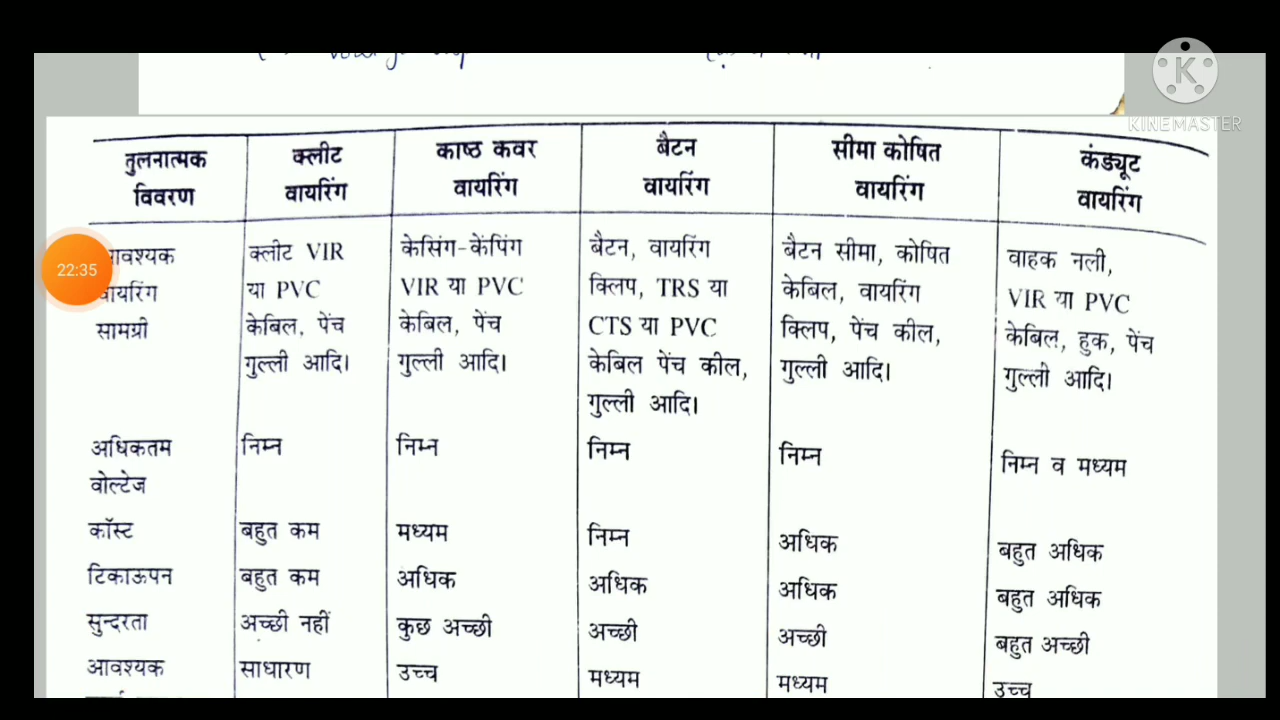 KINEMASTER
तुलनात्मक विवरण | क्लीट वायरिंग | काष्ठ कवर वायरिंग | बैटन वायरिंग | सीमा कोषित वायरिंग | कंड्यूट वायरिंग
22:35
वायरिंग सामग्री | क्लीट VIR या PVC केबिल, पेंच गुल्ली आदि। | केसिंग-केंपिंग VIR या PVC केबिल, पेंच गुल्ली आदि। | बैटन, वायरिंग क्लिप, TRS या CTS या PVC केबिल पेंच कील, गुल्ली आदि। | बैटन सीमा, कोषित केबिल, वायरिंग क्लिप, पेंच कील, गुल्ली आदि। | वाहक नली, VIR या PVC केबिल, हुक, पेंच गुल्ली आदि।
अधिकतम वोल्टेज | निम्न | निम्न | निम्न | निम्न | निम्न व मध्यम
कॉस्ट | बहुत कम | मध्यम | निम्न | अधिक | बहुत अधिक
टिकाऊपन | बहुत कम | अधिक | अधिक | अधिक | बहुत अधिक
सुन्दरता | अच्छी नहीं | कुछ अच्छी | अच्छी | अच्छी | बहुत अच्छी
आवश्यक | साधारण | उच्च | मध्यम | मध्यम | उच्च